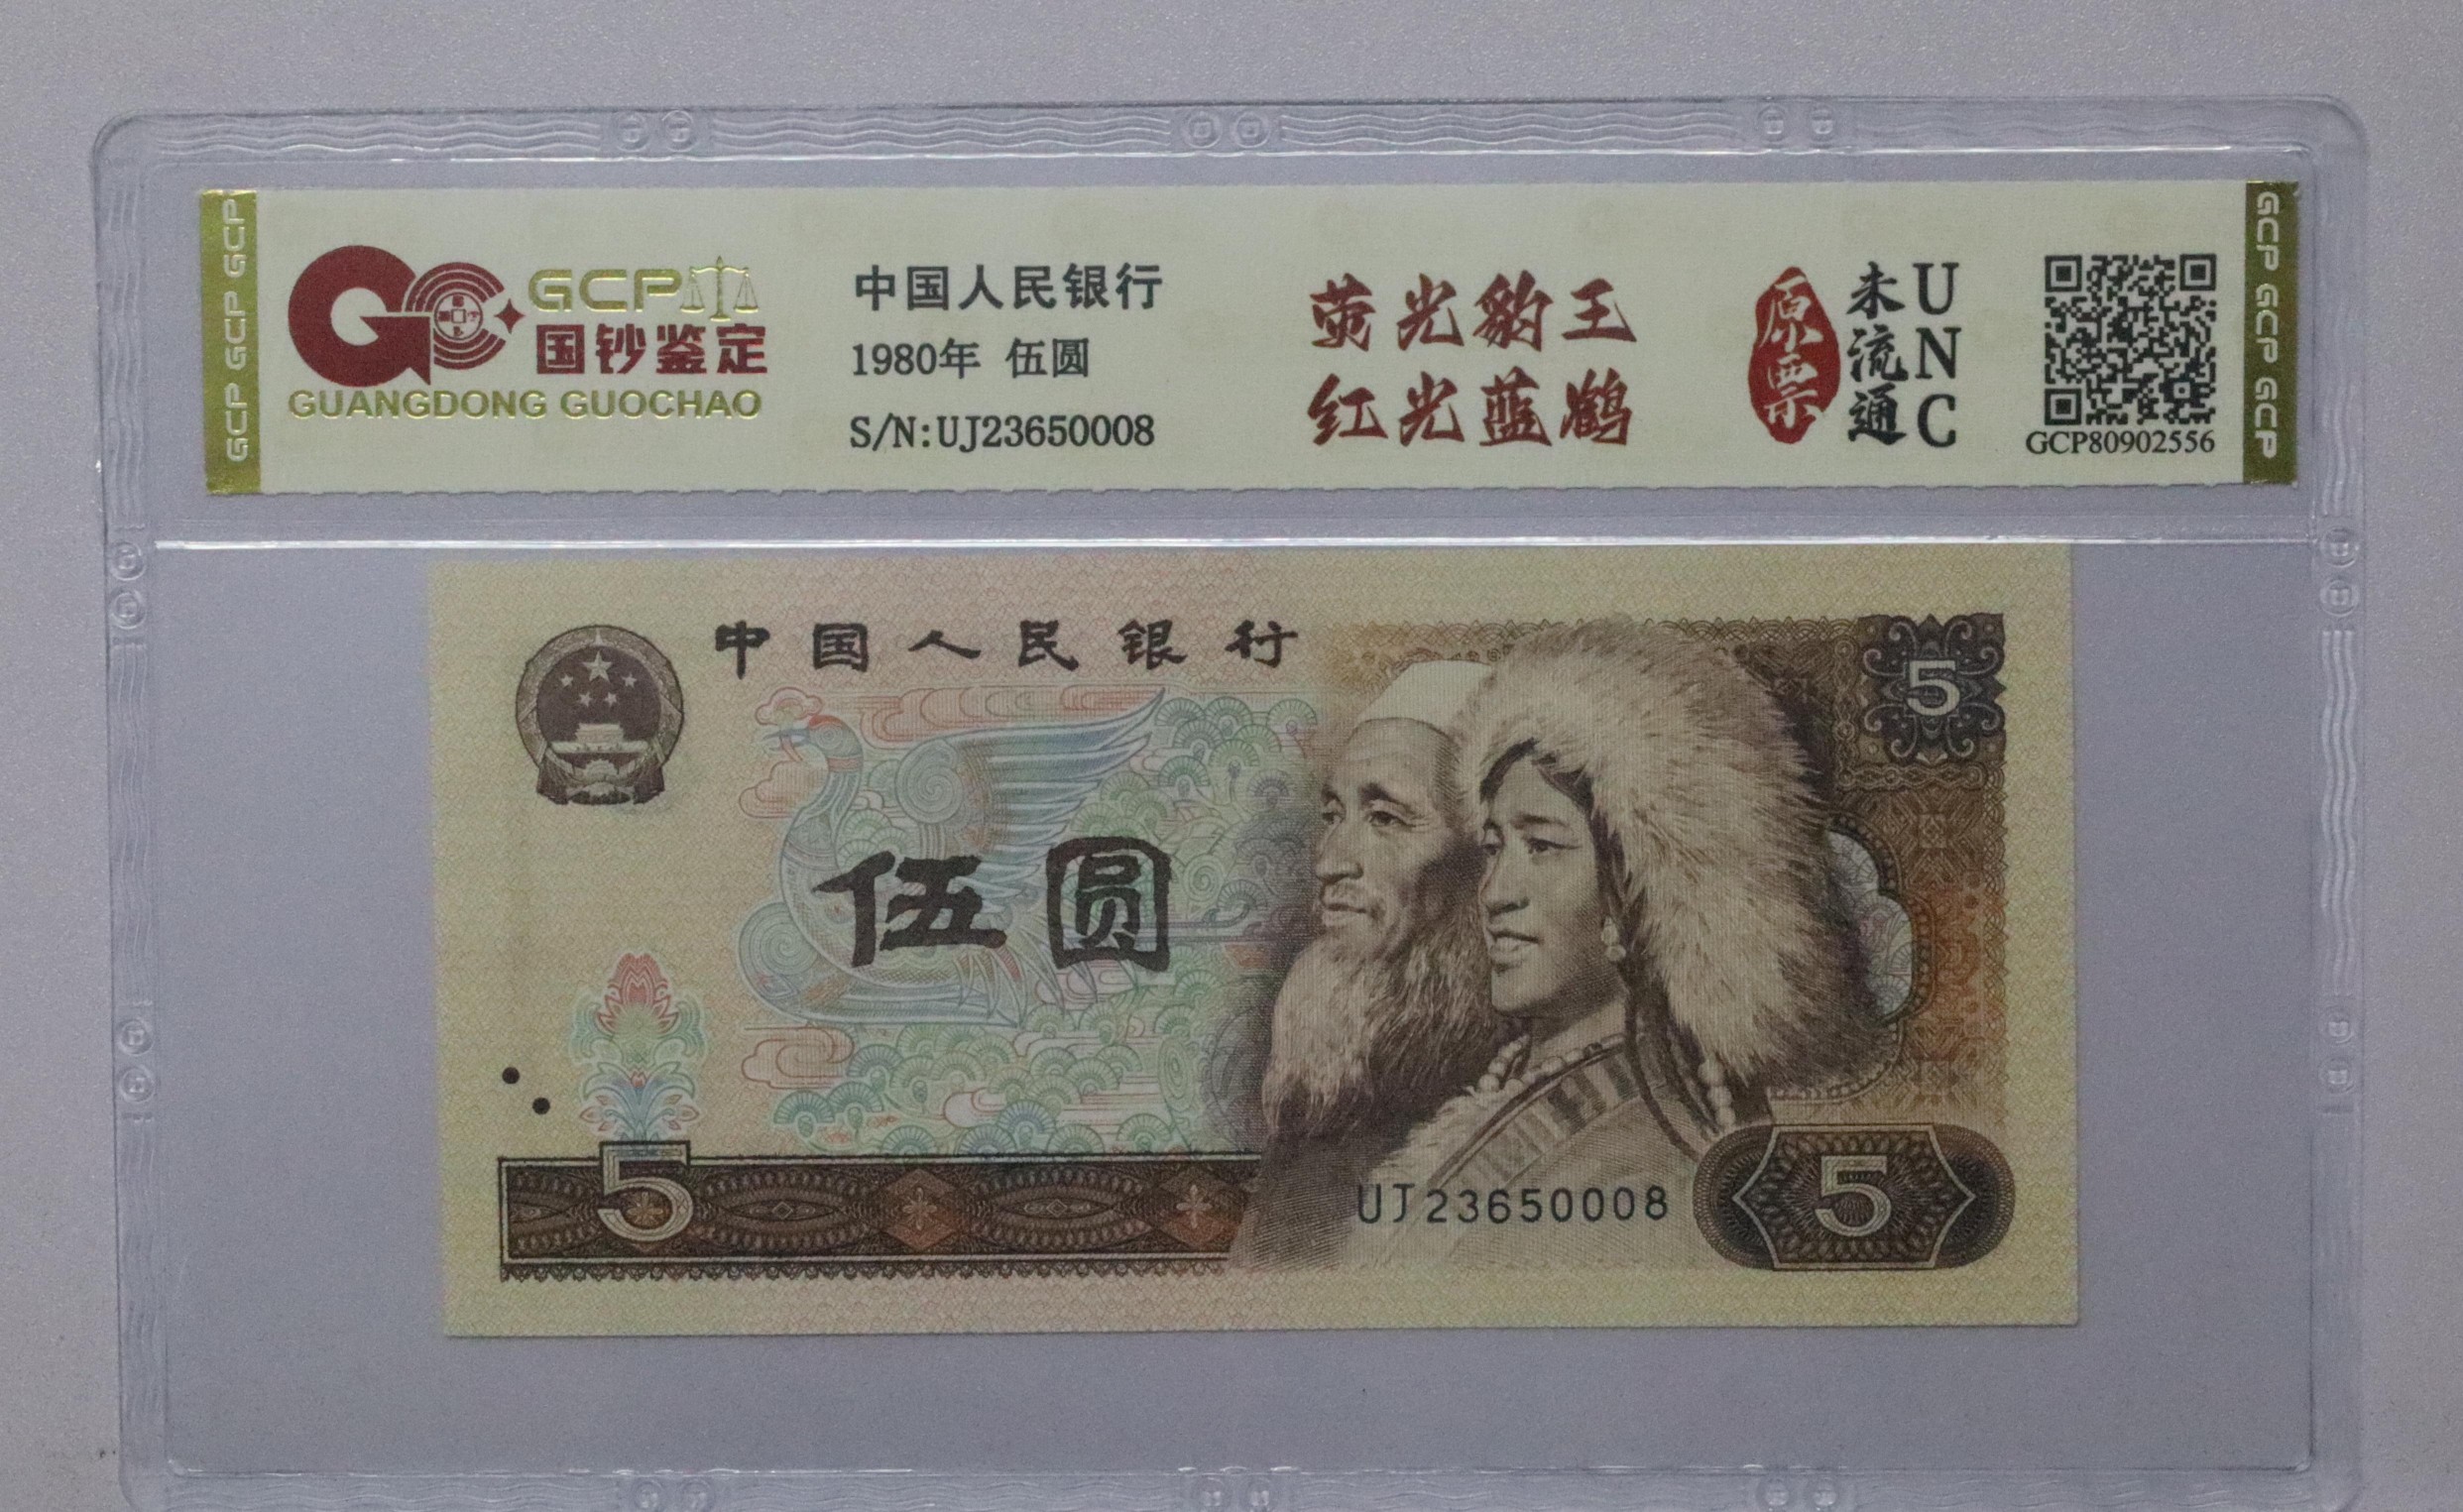 GCP GCP GCP
GCP
国钞鉴定
GUANGDONG GUOCHAO
中国人民银行
1980年 伍圆
S/N:UJ23650008
荧光豹王
红光蓝鹤
原票
未流通
UNC
GCP80902556
GCP GCP GCP
中国人民银行
5
伍圆
5
UJ23650008
5